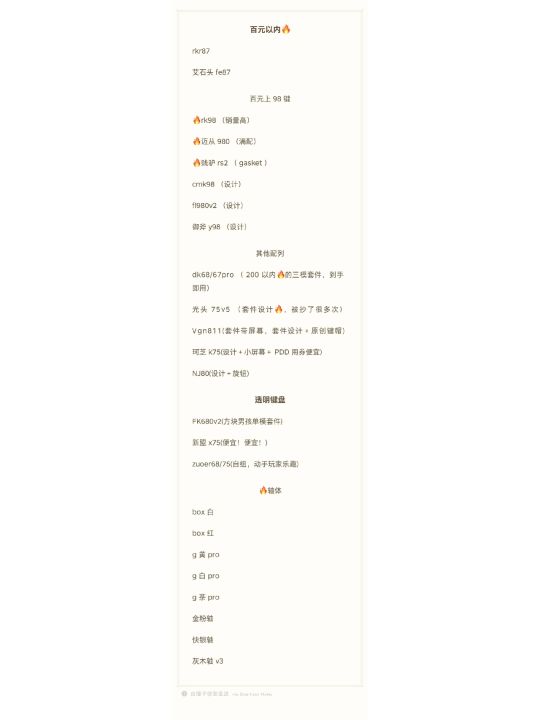 百元以内🔥
rkr87
艾石头 fe87
百元上 98 键
🔥rk98 （销量高）
🔥迈从 980 （满配）
🔥贱驴 rs2 （ gasket ）
cmk98 （设计）
fl980v2 （设计）
御斧 y98 （设计）
其他配列
dk68/67pro （ 200 以内🔥的三模套件，到手
即用）
光头 75v5 （套件设计🔥，被抄了很多次）
Vgn811(套件带屏幕，套件设计+原创键帽)
珂芝 k75(设计+小屏幕+ PDD 用券便宜)
NJ80(设计+旋钮)
透明键盘
FK680v2(方块男孩单模套件)
新盟 x75(便宜！便宜！)
zuoer68/75(自组，动手玩家乐趣)
🔥轴体
box 白
box 红
g 黄 pro
g 白 pro
g 茶 pro
金粉轴
快银轴
灰木轴 v3